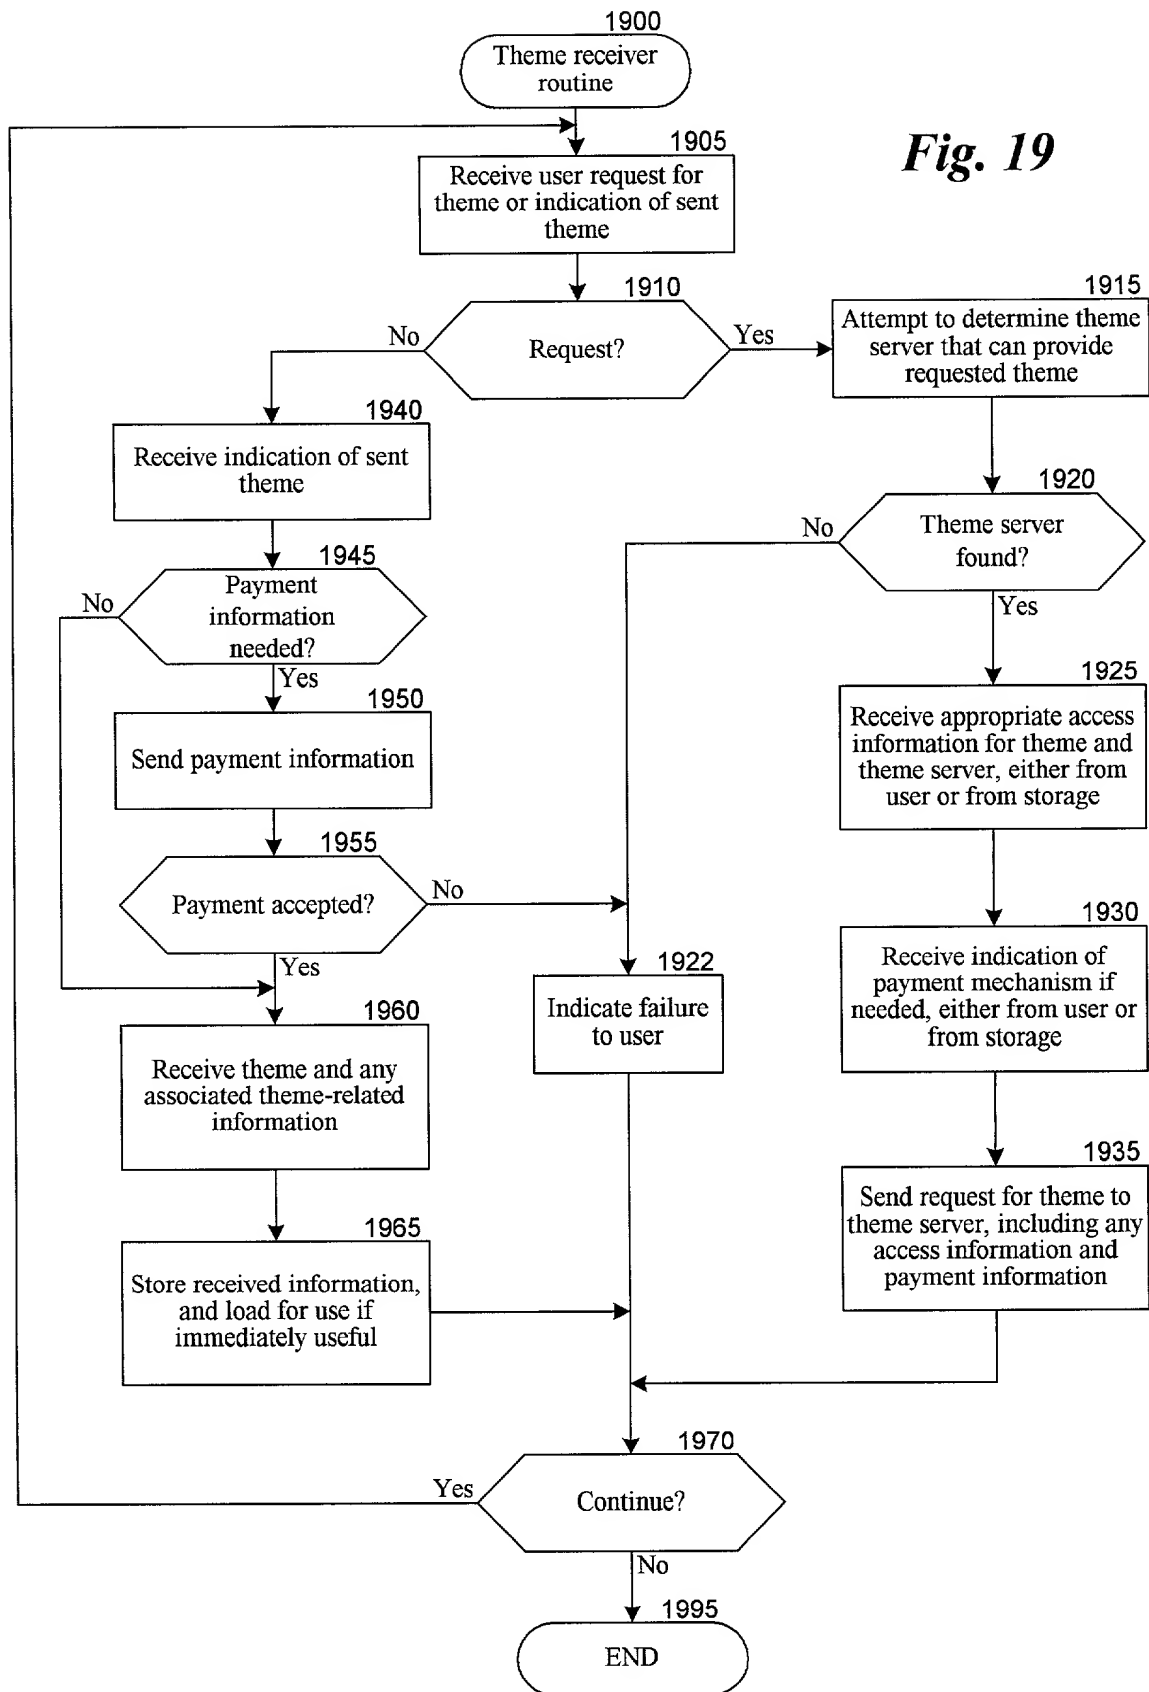 1900
Theme receiver
routine
Fig. 19
1905
Receive user request for
theme or indication of sent
theme
1910
Request?
No
Yes
1915
Attempt to determine theme
server that can provide
requested theme
1940
Receive indication of sent
theme
1920
Theme server
found?
No
Yes
1945
Payment
information
needed?
No
Yes
1925
Receive appropriate access
information for theme and
theme server, either from
user or from storage
1950
Send payment information
1955
Payment accepted?
No
Yes
1930
Receive indication of
payment mechanism if
needed, either from user or
from storage
1922
Indicate failure
to user
1960
Receive theme and any
associated theme-related
information
1935
Send request for theme to
theme server, including any
access information and
payment information
1965
Store received information,
and load for use if
immediately useful
1970
Continue?
Yes
No
1995
END